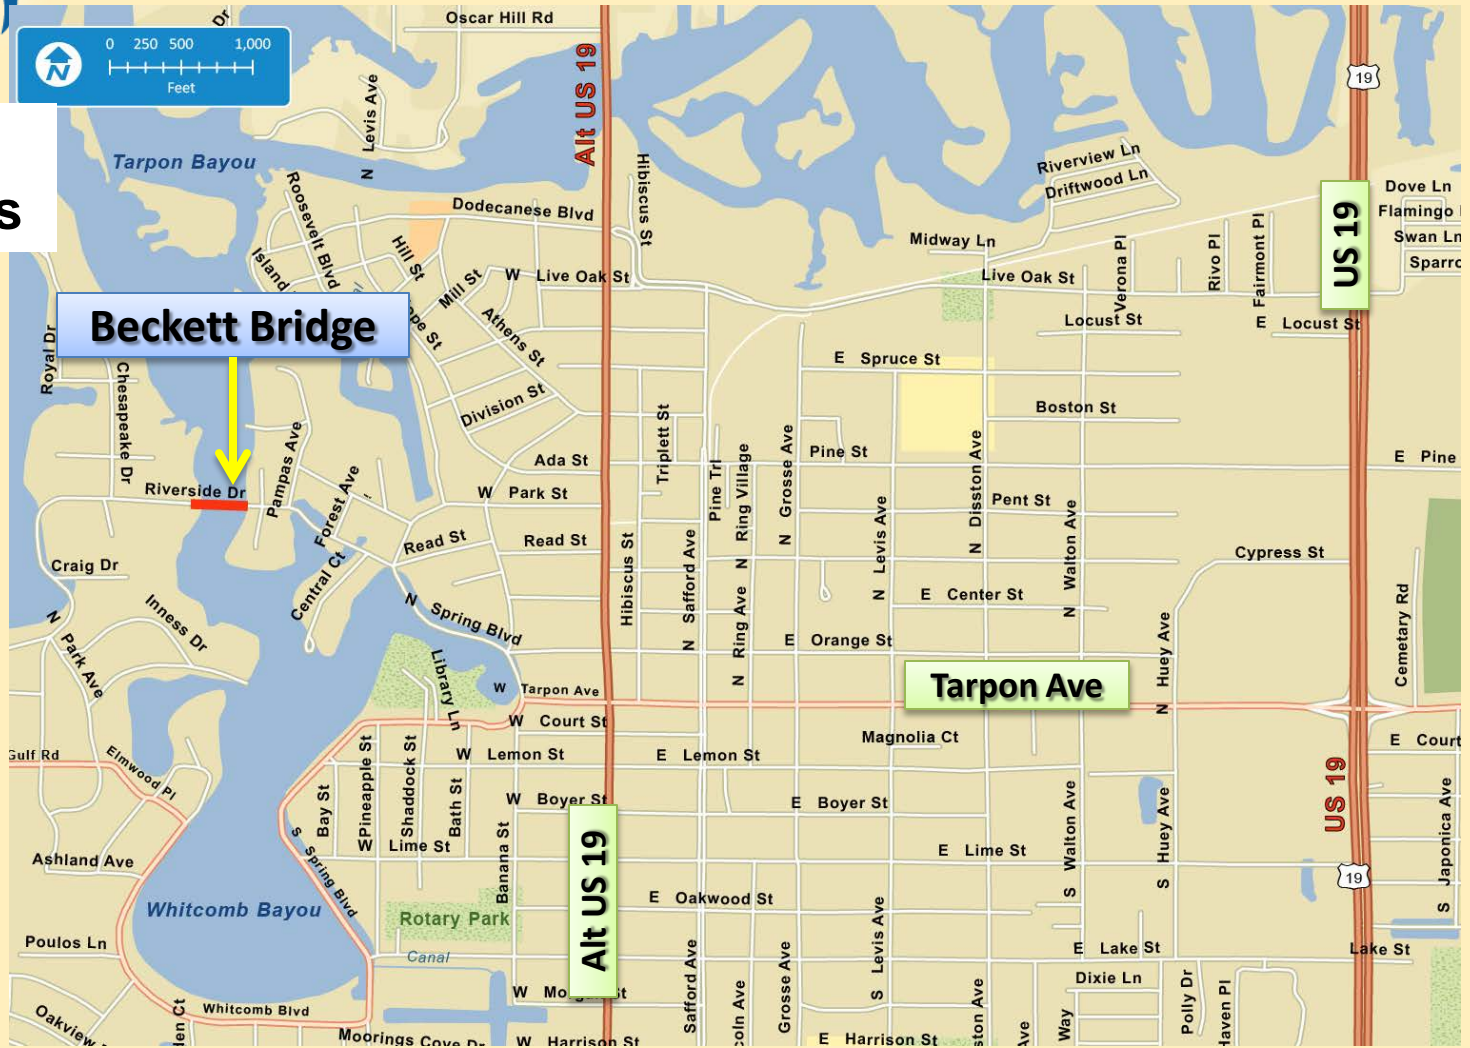 Oscar Hill Rd
Dr
0 250 500 1,000
Feet
N
Alt US 19
19
N Levis Ave
Tarpon Bayou
s
Hibiscus St
Riverview Ln
Driftwood Ln
Dove Ln
Flamingo
Swan Ln
Roosevelt Blvd
Dodecanese Blvd
US 19
Midway Ln
Hill St
Island
Mill St
W Live Oak St
Live Oak St
Verona Pl
Rivo Pl
Fairmont Pl
Beckett Bridge
Athens St
Locust St
E Locust St
Royal Dr
Chesapeake Dr
E Spruce St
Division St
Boston St
Triplett St
Pampas Ave
Ada St
Pine Trl
N Ring Village
N Grosse Ave
Pine St
N Disston Ave
E Pine
Riverside Dr
Forest Ave
W Park St
Pent St
N Levis Ave
N Walton Ave
Read St
Read St
Cypress St
Craig Dr
Central Ct
Hibiscus St
N Safford Ave
N Ring Ave
E Center St
Inness Dr
N Spring Blvd
E Orange St
N Huey Ave
Cemetery Rd
N Park Ave
Library Ln
W Tarpon Ave
Tarpon Ave
W Court St
Magnolia Ct
E Court
Gulf Rd
Elmwood Pl
W Lemon St
E Lemon St
Bay St
W Pineapple St
Shaddock St
Bath St
W Boyer St
E Boyer St
US 19
Lime St
E Lime St
S Walton Ave
S Huey Ave
S Japonica Ave
Ashland Ave
S Spring Blvd
Banana St
Alt US 19
19
E Oakwood St
Whitcomb Bayou
Rotary Park
S Levis Ave
Poulos Ln
Canal
E Lake St
Lake St
Dixie Ln
Whitcomb Blvd
W
St
Safford Ave
Grosse Ave
Polly Dr
Oakview
Moorings Cove Dr
W Harrison St
E Harrison St
Way
Ave